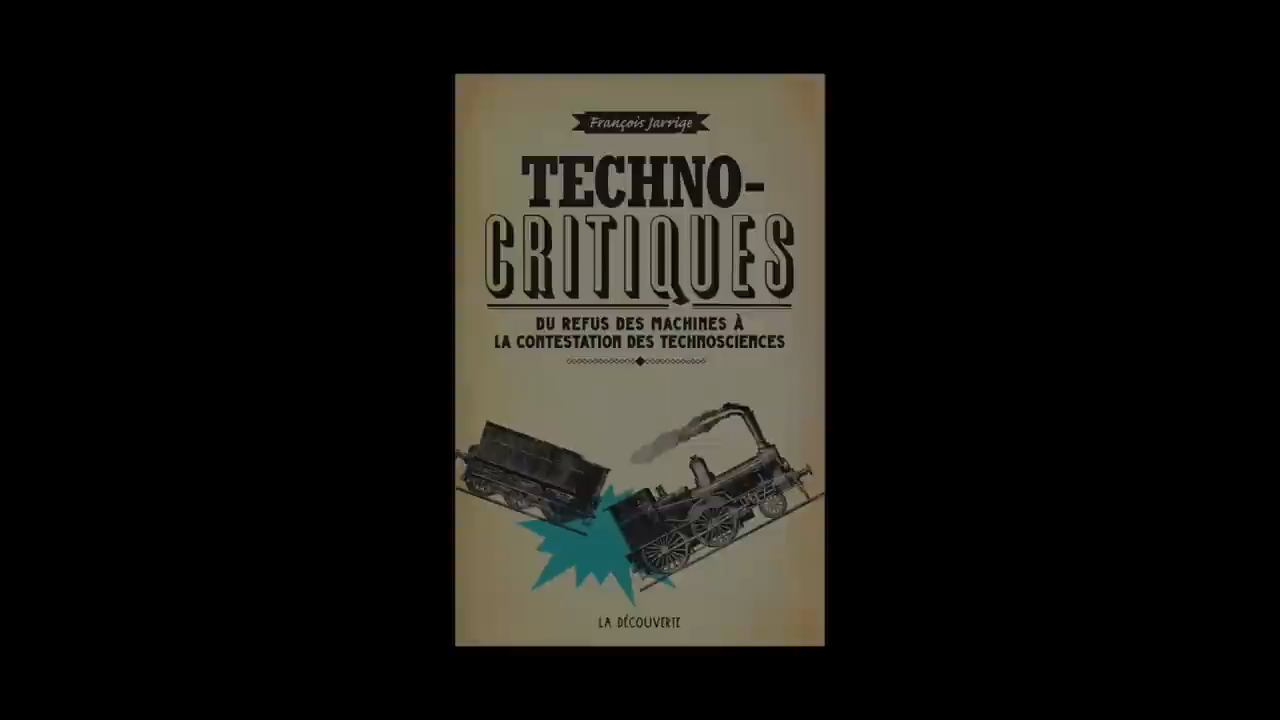 François Jarrige
TECHNO-
CRITIQUES
DU REFUS DES MACHINES À
LA CONTESTATION DES TECHNOSCIENCES
LA DÉCOUVERTE